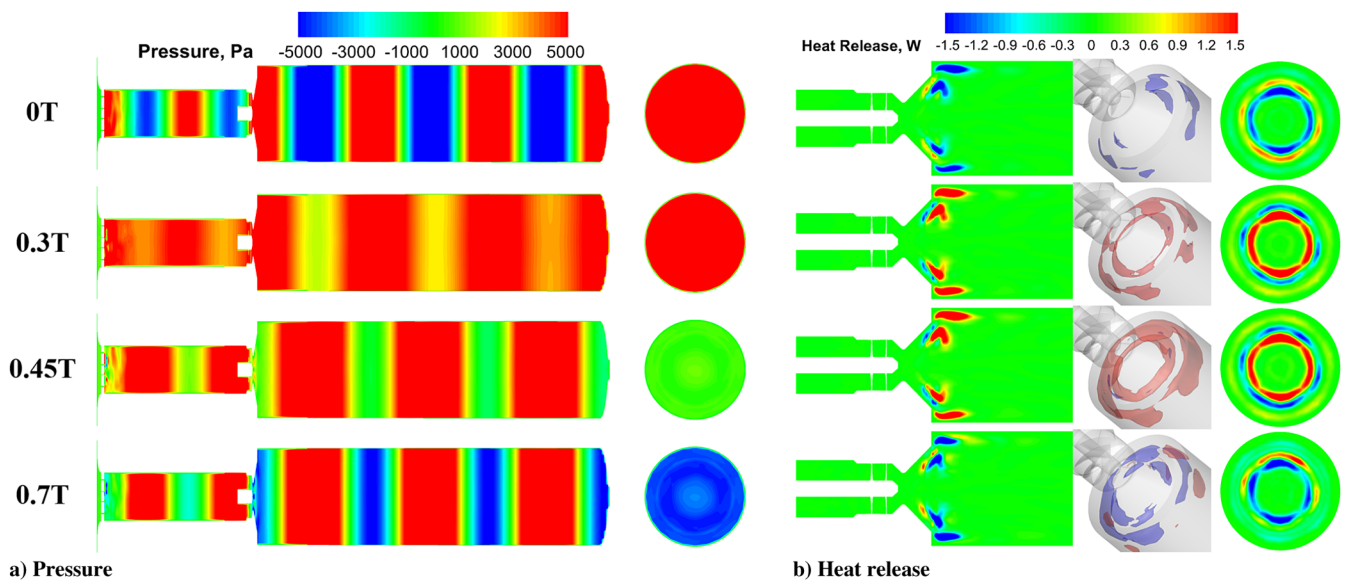 Pressure, Pa
-5000 -3000 -1000 1000 3000 5000
0T
0.3T
0.45T
0.7T
a) Pressure
Heat Release, W
-1.5 -1.2 -0.9 -0.6 -0.3 0 0.3 0.6 0.9 1.2 1.5
b) Heat release